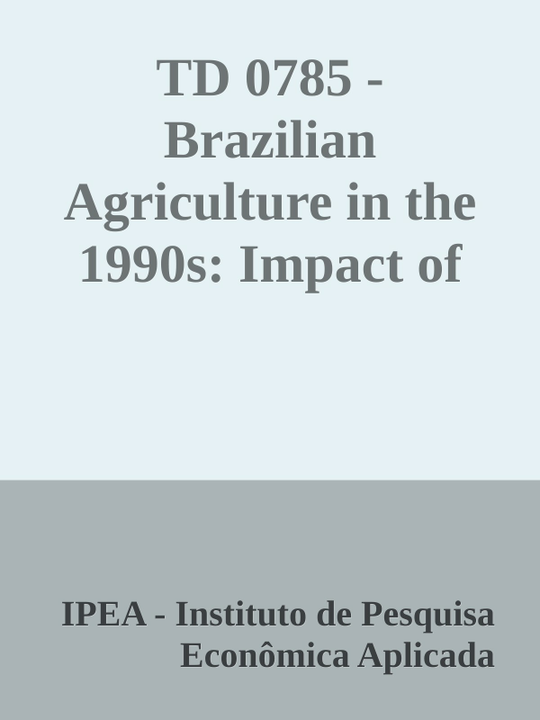 TD 0785 -
Brazilian
Agriculture in the
1990s: Impact of
IPEA - Instituto de Pesquisa
Econômica Aplicada